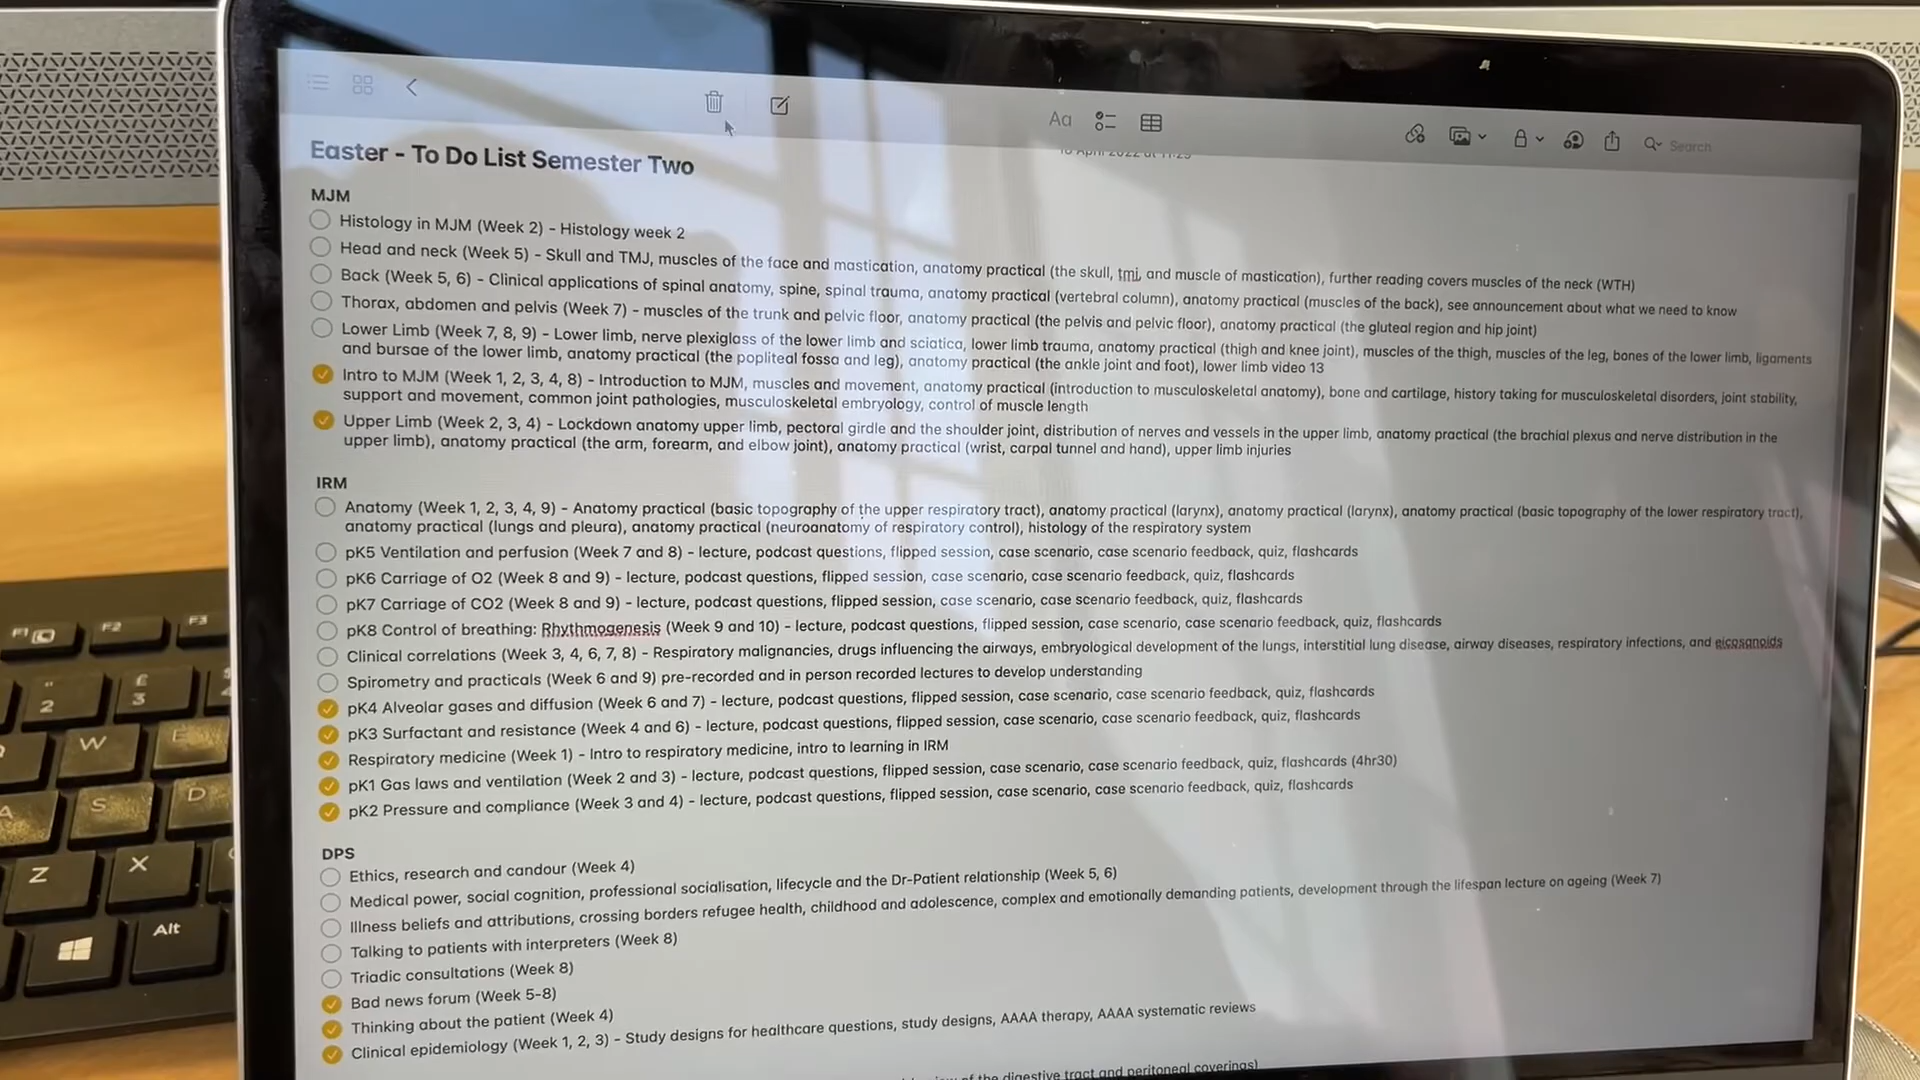 Aa
Search
Easter - To Do List Semester Two
MJM
Histology in MJM (Week 2) - Histology week 2
Head and neck (Week 5) - Skull and TMJ, muscles of the face and mastication, anatomy practical (the skull, tmj, and muscle of mastication), further reading covers muscles of the neck (WTH)
Back (Week 5, 6) - Clinical applications of spinal anatomy, spine, spinal trauma, anatomy practical (vertebral column), anatomy practical (muscles of the back), see announcement about what we need to know
Thorax, abdomen and pelvis (Week 7) - muscles of the trunk and pelvic floor, anatomy practical (the pelvis and pelvic floor), anatomy practical (the gluteal region and hip joint)
Lower Limb (Week 7, 8, 9) - Lower limb, nerve plexiglass of the lower limb and sciatica, lower limb trauma, anatomy practical (thigh and knee joint), muscles of the thigh, muscles of the leg, bones of the lower limb, ligaments
and bursae of the lower limb, anatomy practical (the popliteal fossa and leg), anatomy practical (the ankle joint and foot), lower limb video 13
Intro to MJM (Week 1, 2, 3, 4, 8) - Introduction to MJM, muscles and movement, anatomy practical (introduction to musculoskeletal anatomy), bone and cartilage, history taking for musculoskeletal disorders, joint stability,
support and movement, common joint pathologies, musculoskeletal embryology, control of muscle length
Upper Limb (Week 2, 3, 4) - Lockdown anatomy upper limb, pectoral girdle and the shoulder joint, distribution of nerves and vessels in the upper limb, anatomy practical (the brachial plexus and nerve distribution in the
upper limb), anatomy practical (the arm, forearm, and elbow joint), anatomy practical (wrist, carpal tunnel and hand), upper limb injuries
IRM
Anatomy (Week 1, 2, 3, 4, 9) - Anatomy practical (basic topography of the upper respiratory tract), anatomy practical (larynx), anatomy practical (larynx), anatomy practical (basic topography of the lower respiratory tract),
anatomy practical (lungs and pleura), anatomy practical (neuroanatomy of respiratory control), histology of the respiratory system
pK5 Ventilation and perfusion (Week 7 and 8) - lecture, podcast questions, flipped session, case scenario, case scenario feedback, quiz, flashcards
pK6 Carriage of O2 (Week 8 and 9) - lecture, podcast questions, flipped session, case scenario, case scenario feedback, quiz, flashcards
pK7 Carriage of CO2 (Week 8 and 9) - lecture, podcast questions, flipped session, case scenario, case scenario feedback, quiz, flashcards
pK8 Control of breathing: Rhythmogenesis (Week 9 and 10) - lecture, podcast questions, flipped session, case scenario, case scenario feedback, quiz, flashcards
Clinical correlations (Week 3, 4, 6, 7, 8) - Respiratory malignancies, drugs influencing the airways, embryological development of the lungs, interstitial lung disease, airway diseases, respiratory infections, and eicosanoids
Spirometry and practicals (Week 6 and 9) pre-recorded and in person recorded lectures to develop understanding
pK4 Alveolar gases and diffusion (Week 6 and 7) - lecture, podcast questions, flipped session, case scenario, case scenario feedback, quiz, flashcards
pK3 Surfactant and resistance (Week 4 and 6) - lecture, podcast questions, flipped session, case scenario, case scenario feedback, quiz, flashcards
Respiratory medicine (Week 1) - Intro to respiratory medicine, intro to learning in IRM
pK1 Gas laws and ventilation (Week 2 and 3) - lecture, podcast questions, flipped session, case scenario, case scenario feedback, quiz, flashcards (4hr30)
pK2 Pressure and compliance (Week 3 and 4) - lecture, podcast questions, flipped session, case scenario, case scenario feedback, quiz, flashcards
DPS
Ethics, research and candour (Week 4)
Medical power, social cognition, professional socialisation, lifecycle and the Dr-Patient relationship (Week 5, 6)
Illness beliefs and attributions, crossing borders refugee health, childhood and adolescence, complex and emotionally demanding patients, development through the lifespan lecture on ageing (Week 7)
Talking to patients with interpreters (Week 8)
Triadic consultations (Week 8)
Bad news forum (Week 5-8)
Thinking about the patient (Week 4)
Clinical epidemiology (Week 1, 2, 3) - Study designs for healthcare questions, study designs, AAAA therapy, AAAA systematic reviews
of the digestive tract and peritoneal coverings)
F1
F2
F3
" 2
£ 3
W
E
A
S
D
Z
X
Alt